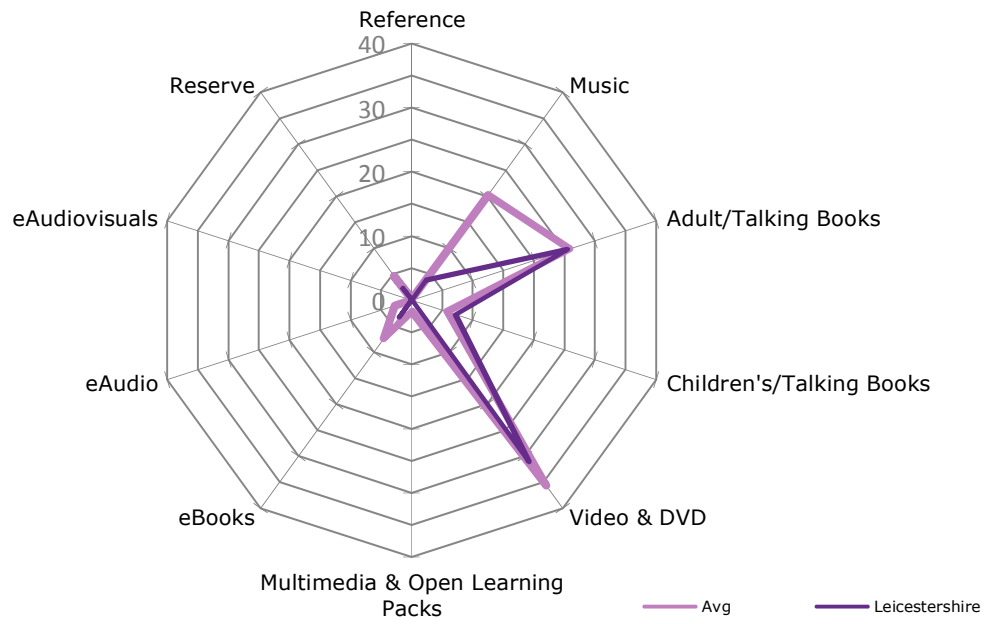 Reference
40
Reserve
Music
30
20
eAudiovisuals
Adult/Talking Books
10
0
eAudio
Children's/Talking Books
eBooks
Video & DVD
Multimedia & Open Learning
Packs
Avg
Leicestershire